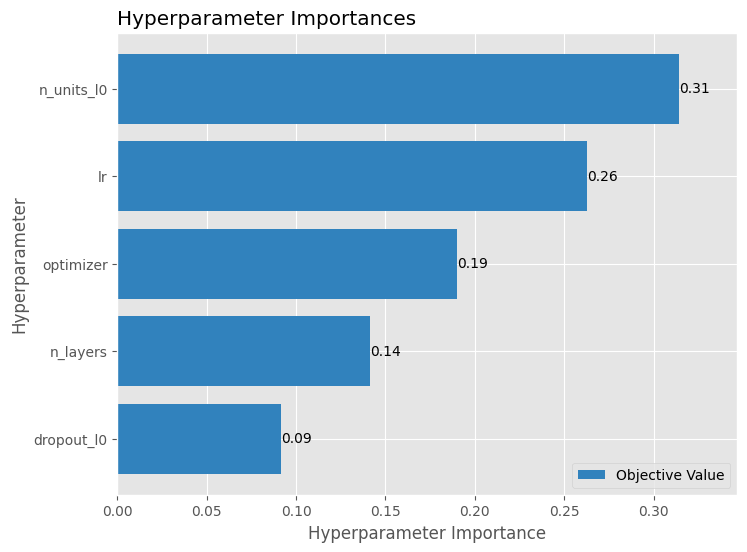 Hyperparameter Importances
Hyperparameter
n_units_l0
0.31
lr
0.26
optimizer
0.19
n_layers
0.14
dropout_l0
0.09
Objective Value
0.00 0.05 0.10 0.15 0.20 0.25 0.30
Hyperparameter Importance